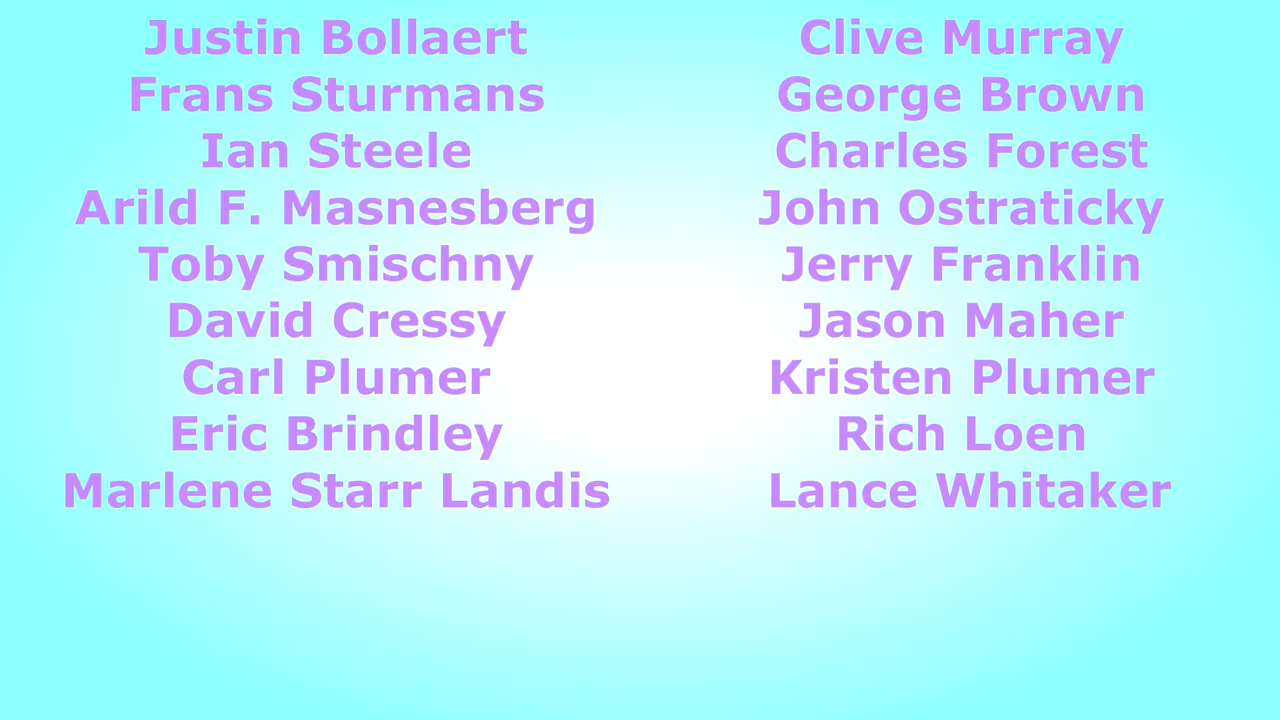 Justin Bollaert
Frans Sturmans
Ian Steele
Arild F. Masnesberg
Toby Smischny
David Cressy
Carl Plumer
Eric Brindley
Marlene Starr Landis
Clive Murray
George Brown
Charles Forest
John Ostraticky
Jerry Franklin
Jason Maher
Kristen Plumer
Rich Loen
Lance Whitaker